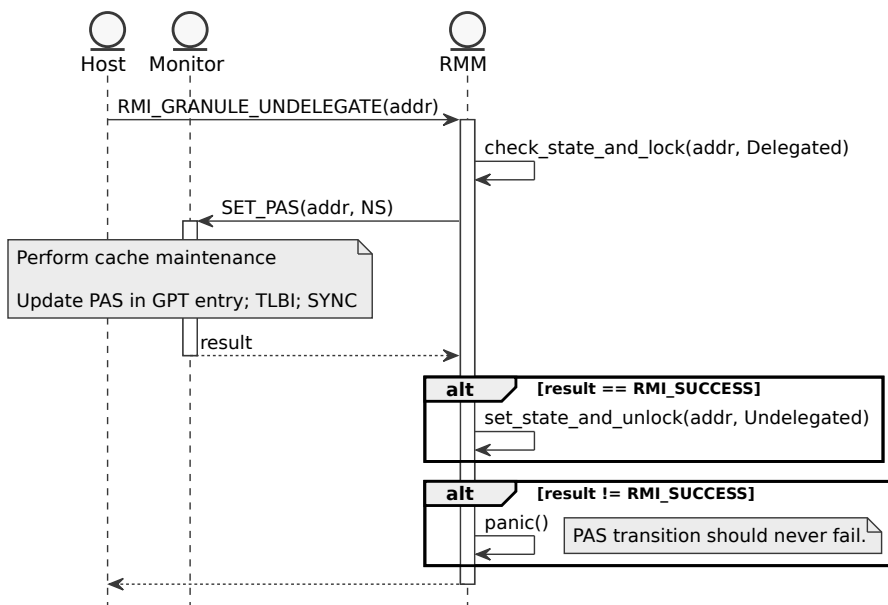 Host
Monitor
RMM
RMI_GRANULE_UNDELEGATE(addr)
check_state_and_lock(addr, Delegated)
SET_PAS(addr, NS)
Perform cache maintenance
Update PAS in GPT entry; TLBI; SYNC
result
alt
[result == RMI_SUCCESS]
set_state_and_unlock(addr, Undelegated)
alt
[result != RMI_SUCCESS]
panic()
PAS transition should never fail.